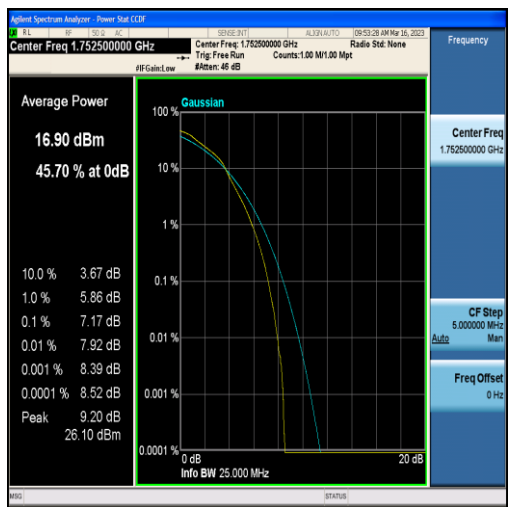 Agilent Spectrum Analyzer - Power Stat CCDF
RL RF 50 Ω AC SENSE:INT ALIGN AUTO 09:53:28 AM Mar 16, 2023
Center Freq 1.752500000 GHz
Center Freq: 1.752500000 GHz Radio Std: None
Trig: Free Run Counts:1.00 M/1.00 Mpt
#IFGain:Low #Atten: 46 dB
Frequency
Average Power
16.90 dBm
45.70 % at 0dB
10.0 % 3.67 dB
1.0 % 5.86 dB
0.1 % 7.17 dB
0.01 % 7.92 dB
0.001 % 8.39 dB
0.0001 % 8.52 dB
Peak 9.20 dB
26.10 dBm
Gaussian
100 %
10 %
1 %
0.1 %
0.01 %
0.001 %
0.0001 %
0 dB 20 dB
Info BW 25.000 MHz
Center Freq
1.752500000 GHz
CF Step
5.000000 MHz
Auto Man
Freq Offset
0 Hz
MSG STATUS